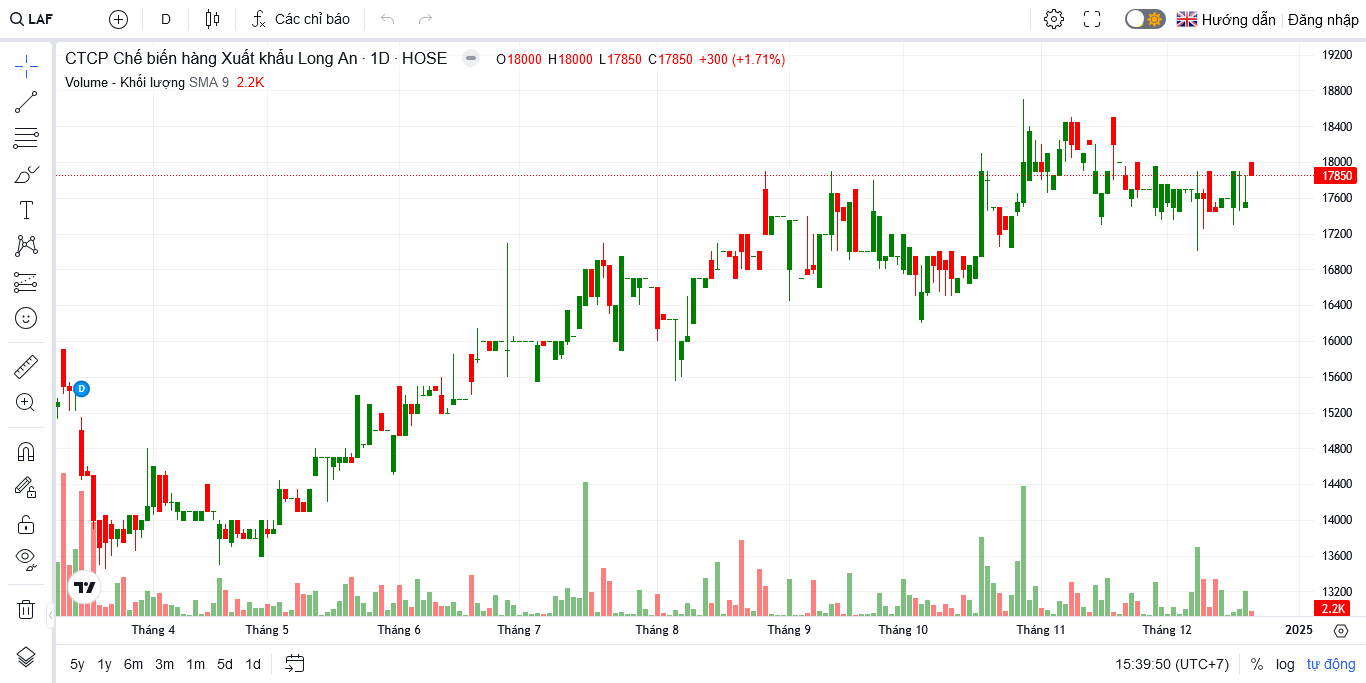 LAF D Các chỉ báo Hướng dẫn Đăng nhập
CTCP Chế biến hàng Xuất khẩu Long An · 1D · HOSE O18000 H18000 L17850 C17850 +300 (+1.71%)
Volume - Khối lượng SMA 9 2.2K
19200
18800
18400
18000
17850
17600
17200
16800
16400
16000
15600
D
15200
14800
14400
14000
13600
13200
2.2K
Tháng 4 Tháng 5 Tháng 6 Tháng 7 Tháng 8 Tháng 9 Tháng 10 Tháng 11 Tháng 12 2025
5y 1y 6m 3m 1m 5d 1d 15:39:50 (UTC+7) % log tự động